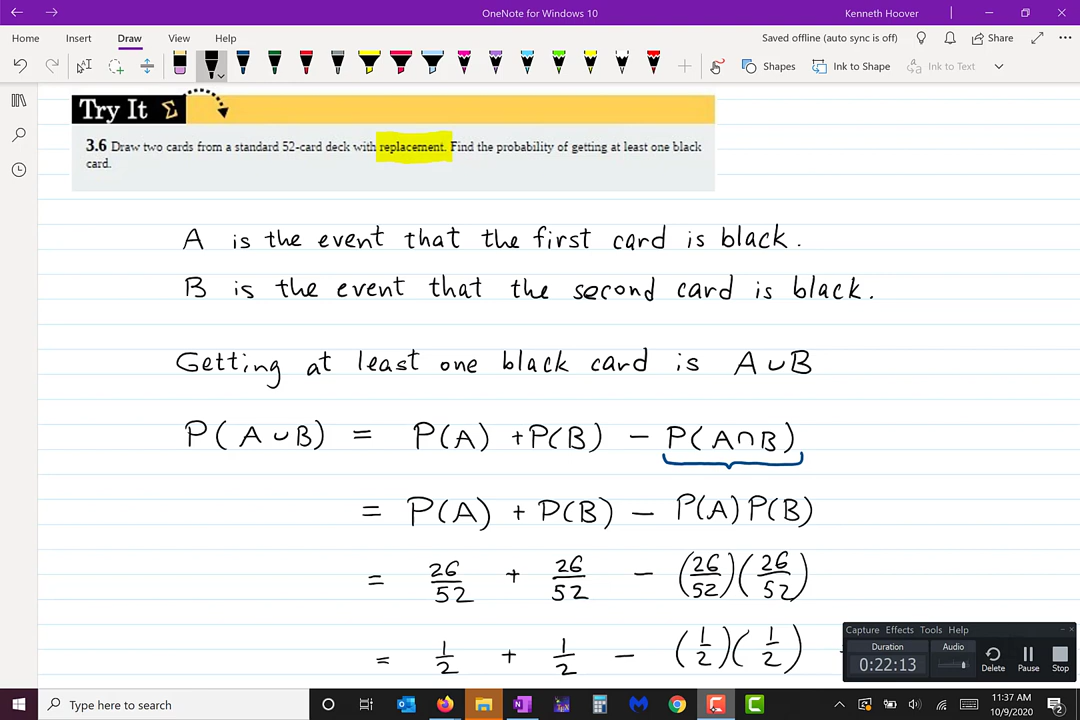 OneNote for Windows 10
Kenneth Hoover
Home Insert Draw View Help
Saved offline (auto sync is off)
Share
Shapes
Ink to Shape
Ink to Text
Try It Σ
3.6 Draw two cards from a standard 52-card deck with replacement. Find the probability of getting at least one black
card.
A is the event that the first card is black.
B is the event that the second card is black.
Getting at least one black card is A∪B
P(A∪B) = P(A) + P(B) − P(A∩B)
= P(A) + P(B) − P(A)P(B)
= 26/52 + 26/52 − (26/52)(26/52)
= 1/2 + 1/2 − (1/2)(1/2)
Capture Effects Tools Help
Duration
0:22:13
Audio
Delete
Pause
Stop
Type here to search
11:37 AM
10/9/2020
2